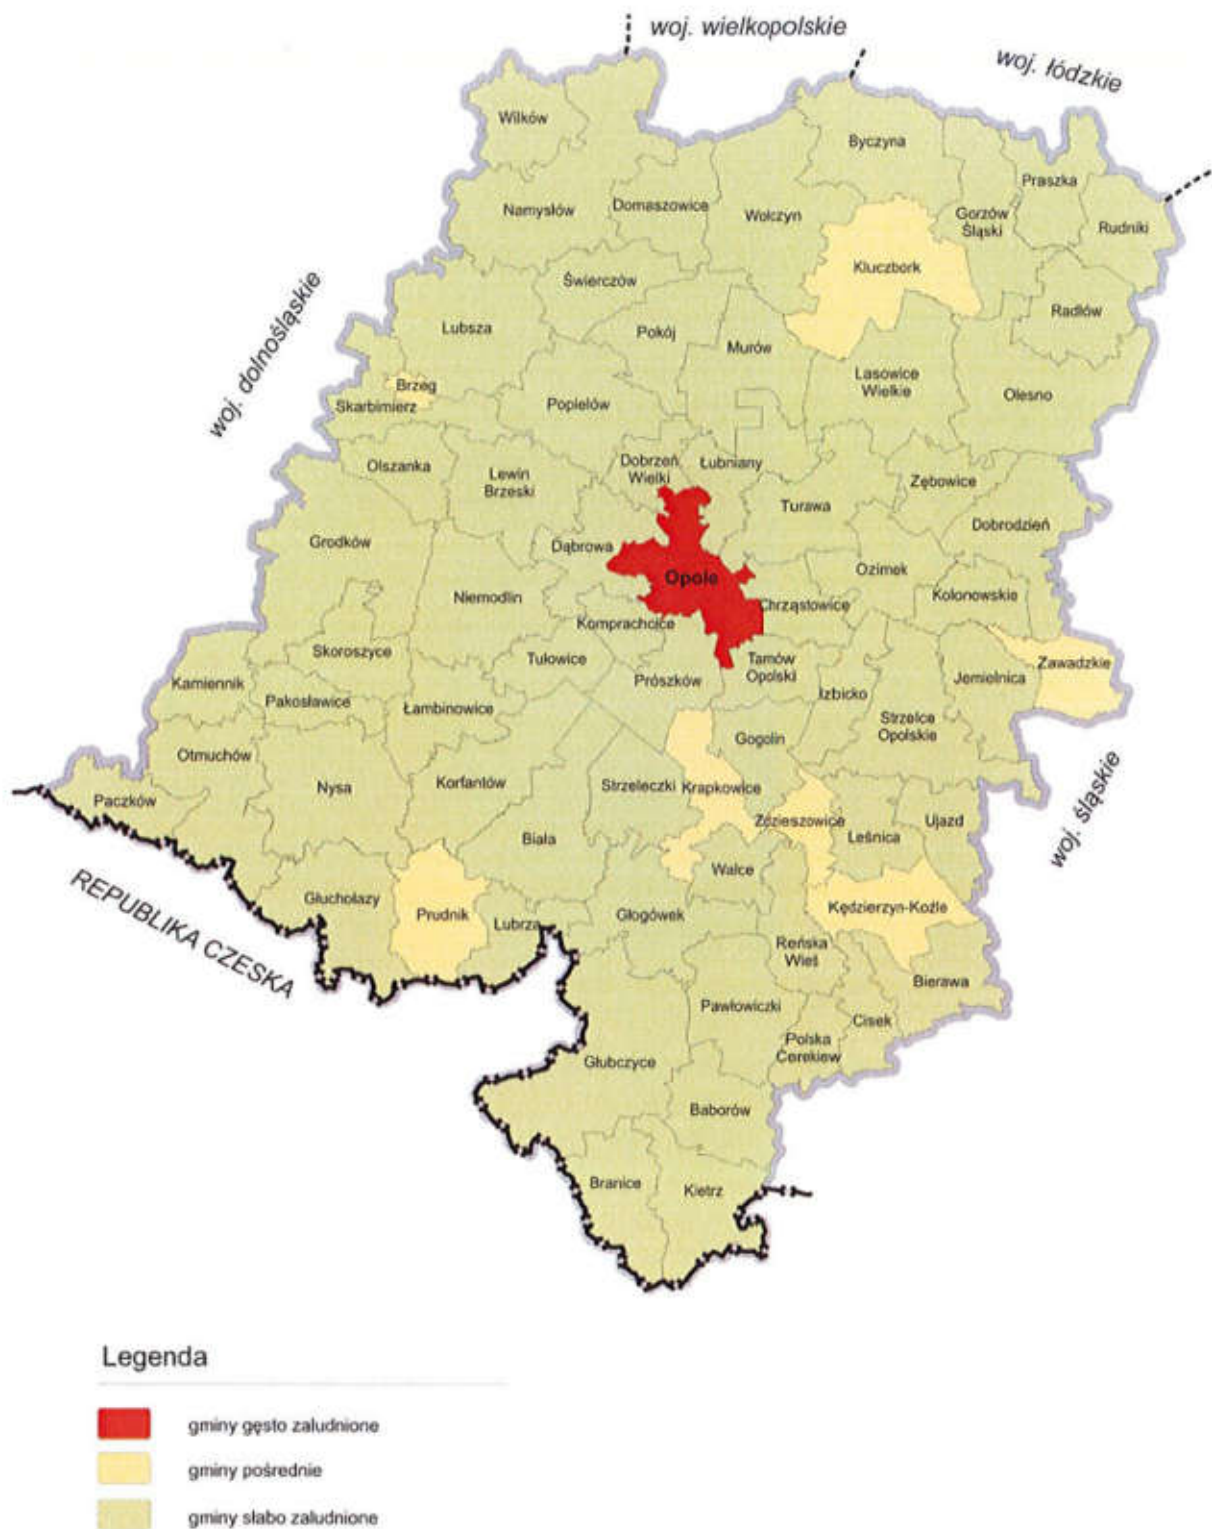 woj. wielkopolskie
woj. łódzkie
Wilków
Byczyna
Praszka
Namysłów
Domaszowice
Wołczyn
Gorzów
Śląski
Rudniki
Kluczbork
Świerczów
woj. dolnośląskie
Lubsza
Pokój
Murów
Radłów
Lasowice
Wielkie
Olesno
Brzeg
Skarbimierz
Popielów
Olszanka
Lewin
Brzeski
Dobrzeń
Wielki
Łubniany
Zębowice
Turawa
Dobrodzień
Grodków
Dąbrowa
Opole
Ozimek
Kolonowskie
Niemodlin
Chrząstowice
Komprachcice
Skoroszyce
Tułowice
Prószków
Tamów
Opolski
Izbicko
Jemielnica
Zawadzkie
Kamiennik
Pakosławice
Łambinowice
Strzelce
Opolskie
Otmuchów
Gogolin
Paczków
Nysa
Korfantów
Strzeleczki
Krapkowice
Zdzieszowice
Leśnica
Ujazd
woj. śląskie
Biała
Walce
REPUBLIKA CZESKA
Głuchołazy
Prudnik
Lubrza
Głogówek
Kędzierzyn-Koźle
Reńska
Wieś
Bierawa
Pawłowiczki
Cisek
Polska
Cerekiew
Głubczyce
Baborów
Branice
Kietrz
Legenda
gminy gęsto zaludnione
gminy pośrednie
gminy słabo zaludnione